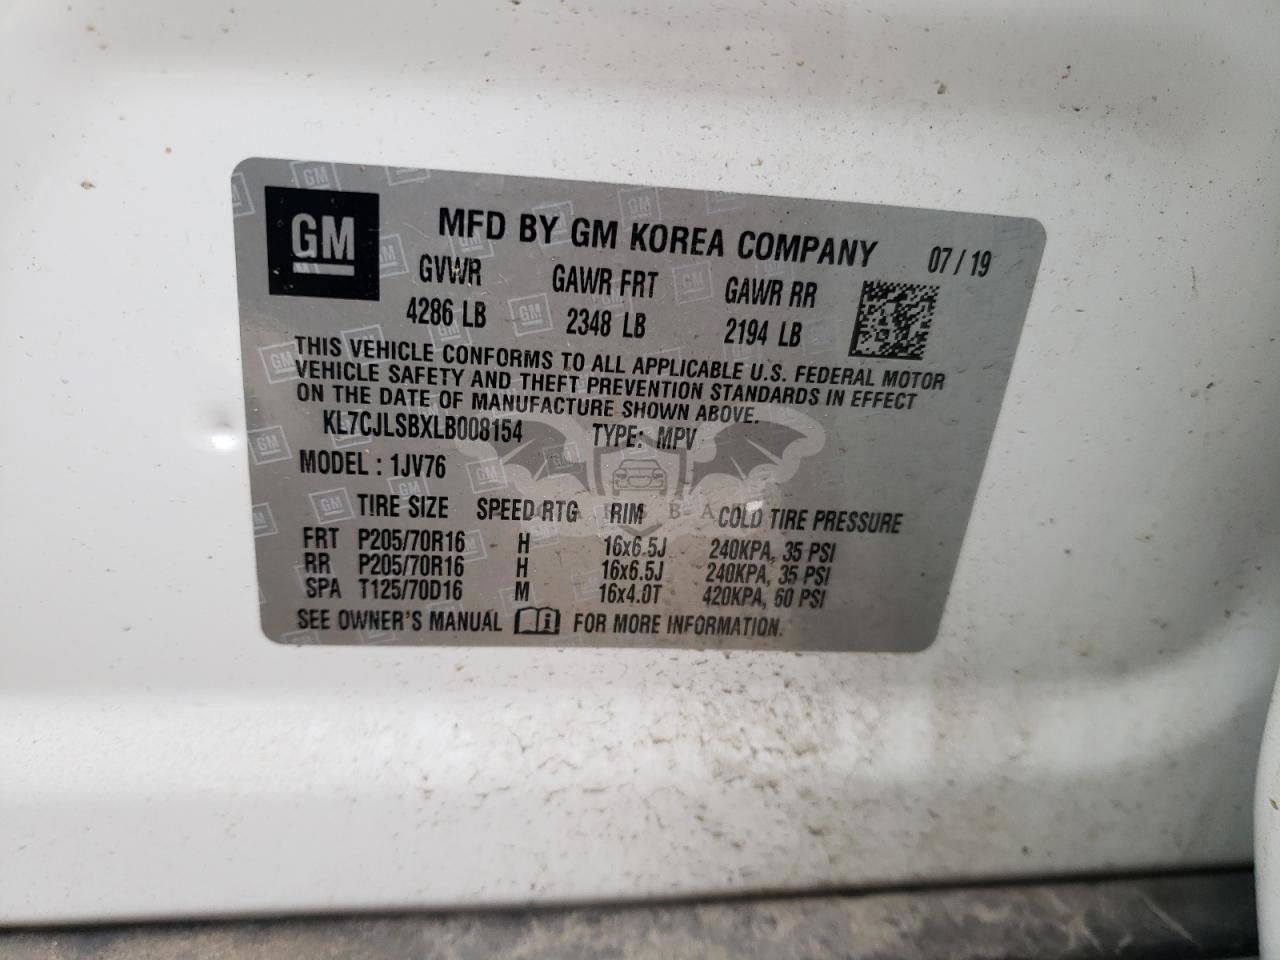 GM
MFD BY GM KOREA COMPANY 07/19
GVWR GAWR FRT GAWR RR
4286 LB 2348 LB 2194 LB
THIS VEHICLE CONFORMS TO ALL APPLICABLE U.S. FEDERAL MOTOR
VEHICLE SAFETY AND THEFT PREVENTION STANDARDS IN EFFECT
ON THE DATE OF MANUFACTURE SHOWN ABOVE.
KL7CJLSBXLB008154 TYPE: MPV
MODEL : 1JV76
TIRE SIZE SPEED RTG RIM COLD TIRE PRESSURE
FRT P205/70R16 H 16x6.5J 240KPA, 35 PSI
RR P205/70R16 H 16x6.5J 240KPA, 35 PSI
SPA T125/70D16 M 16x4.0T 420KPA, 60 PSI
SEE OWNER'S MANUAL FOR MORE INFORMATION.